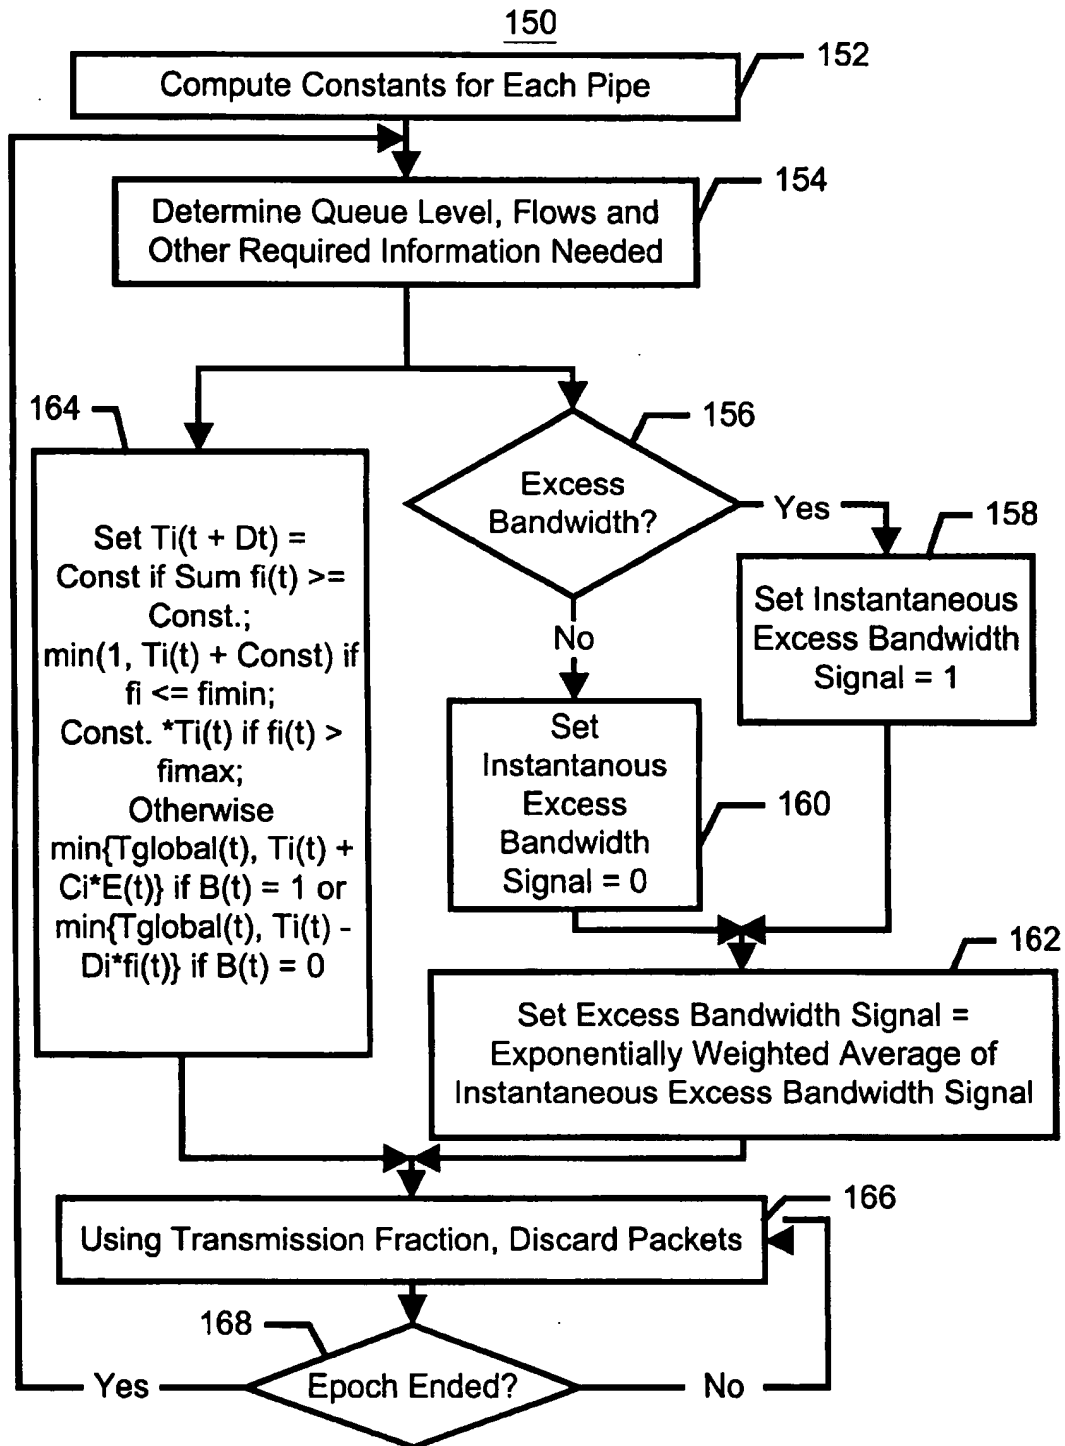 150
152
Compute Constants for Each Pipe
154
Determine Queue Level, Flows and
Other Required Information Needed
164
156
Excess
Bandwidth?
Yes
158
Set Ti(t + Dt) =
Const if Sum fi(t) >=
Const.;
min(1, Ti(t) + Const) if
fi <= fimin;
Const. *Ti(t) if fi(t) >
fimax;
Otherwise
min{Tglobal(t), Ti(t) +
Ci*E(t)} if B(t) = 1 or
min{Tglobal(t), Ti(t) -
Di*fi(t)} if B(t) = 0
Set Instantaneous
Excess Bandwidth
Signal = 1
No
Set
Instantanous
Excess
Bandwidth
Signal = 0
160
162
Set Excess Bandwidth Signal =
Exponentially Weighted Average of
Instantaneous Excess Bandwidth Signal
166
Using Transmission Fraction, Discard Packets
168
Yes
Epoch Ended?
No